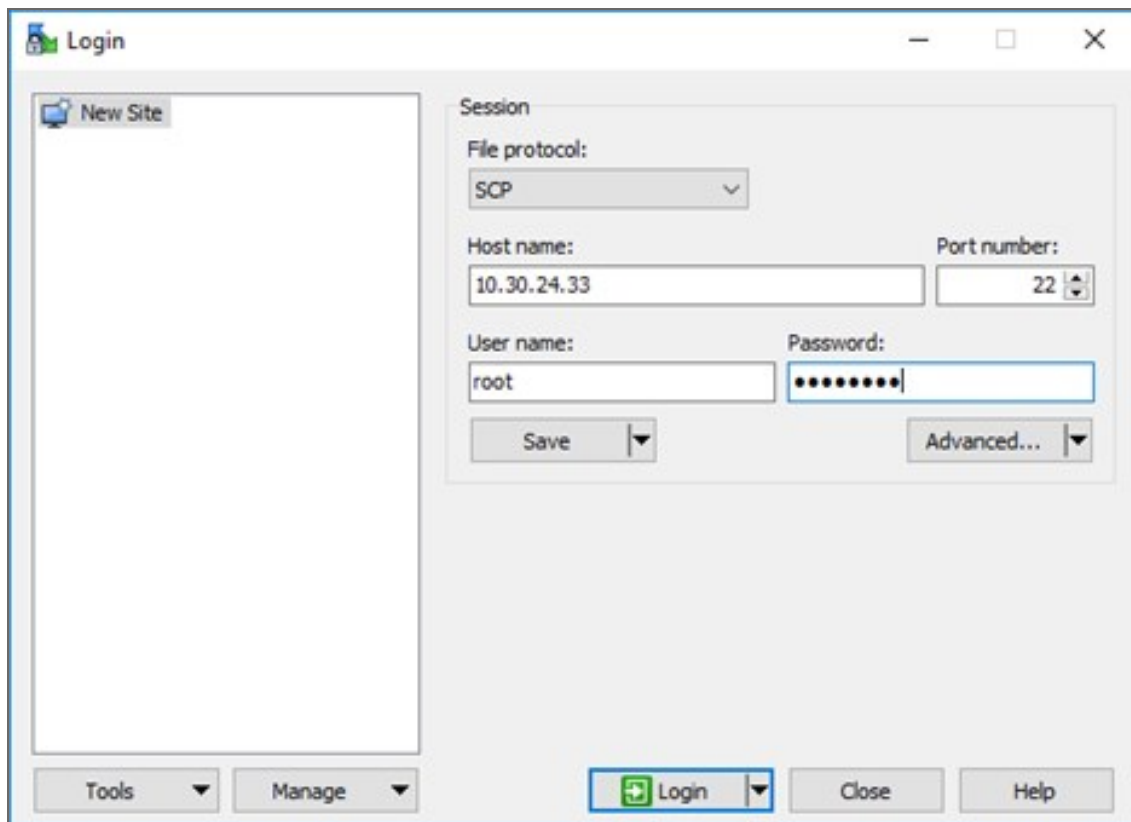 Login
New Site
Session
File protocol:
SCP
Host name:
Port number:
10.30.24.33
22
User name:
Password:
root
••••••••
Save
Advanced...
Tools
Manage
Login
Close
Help